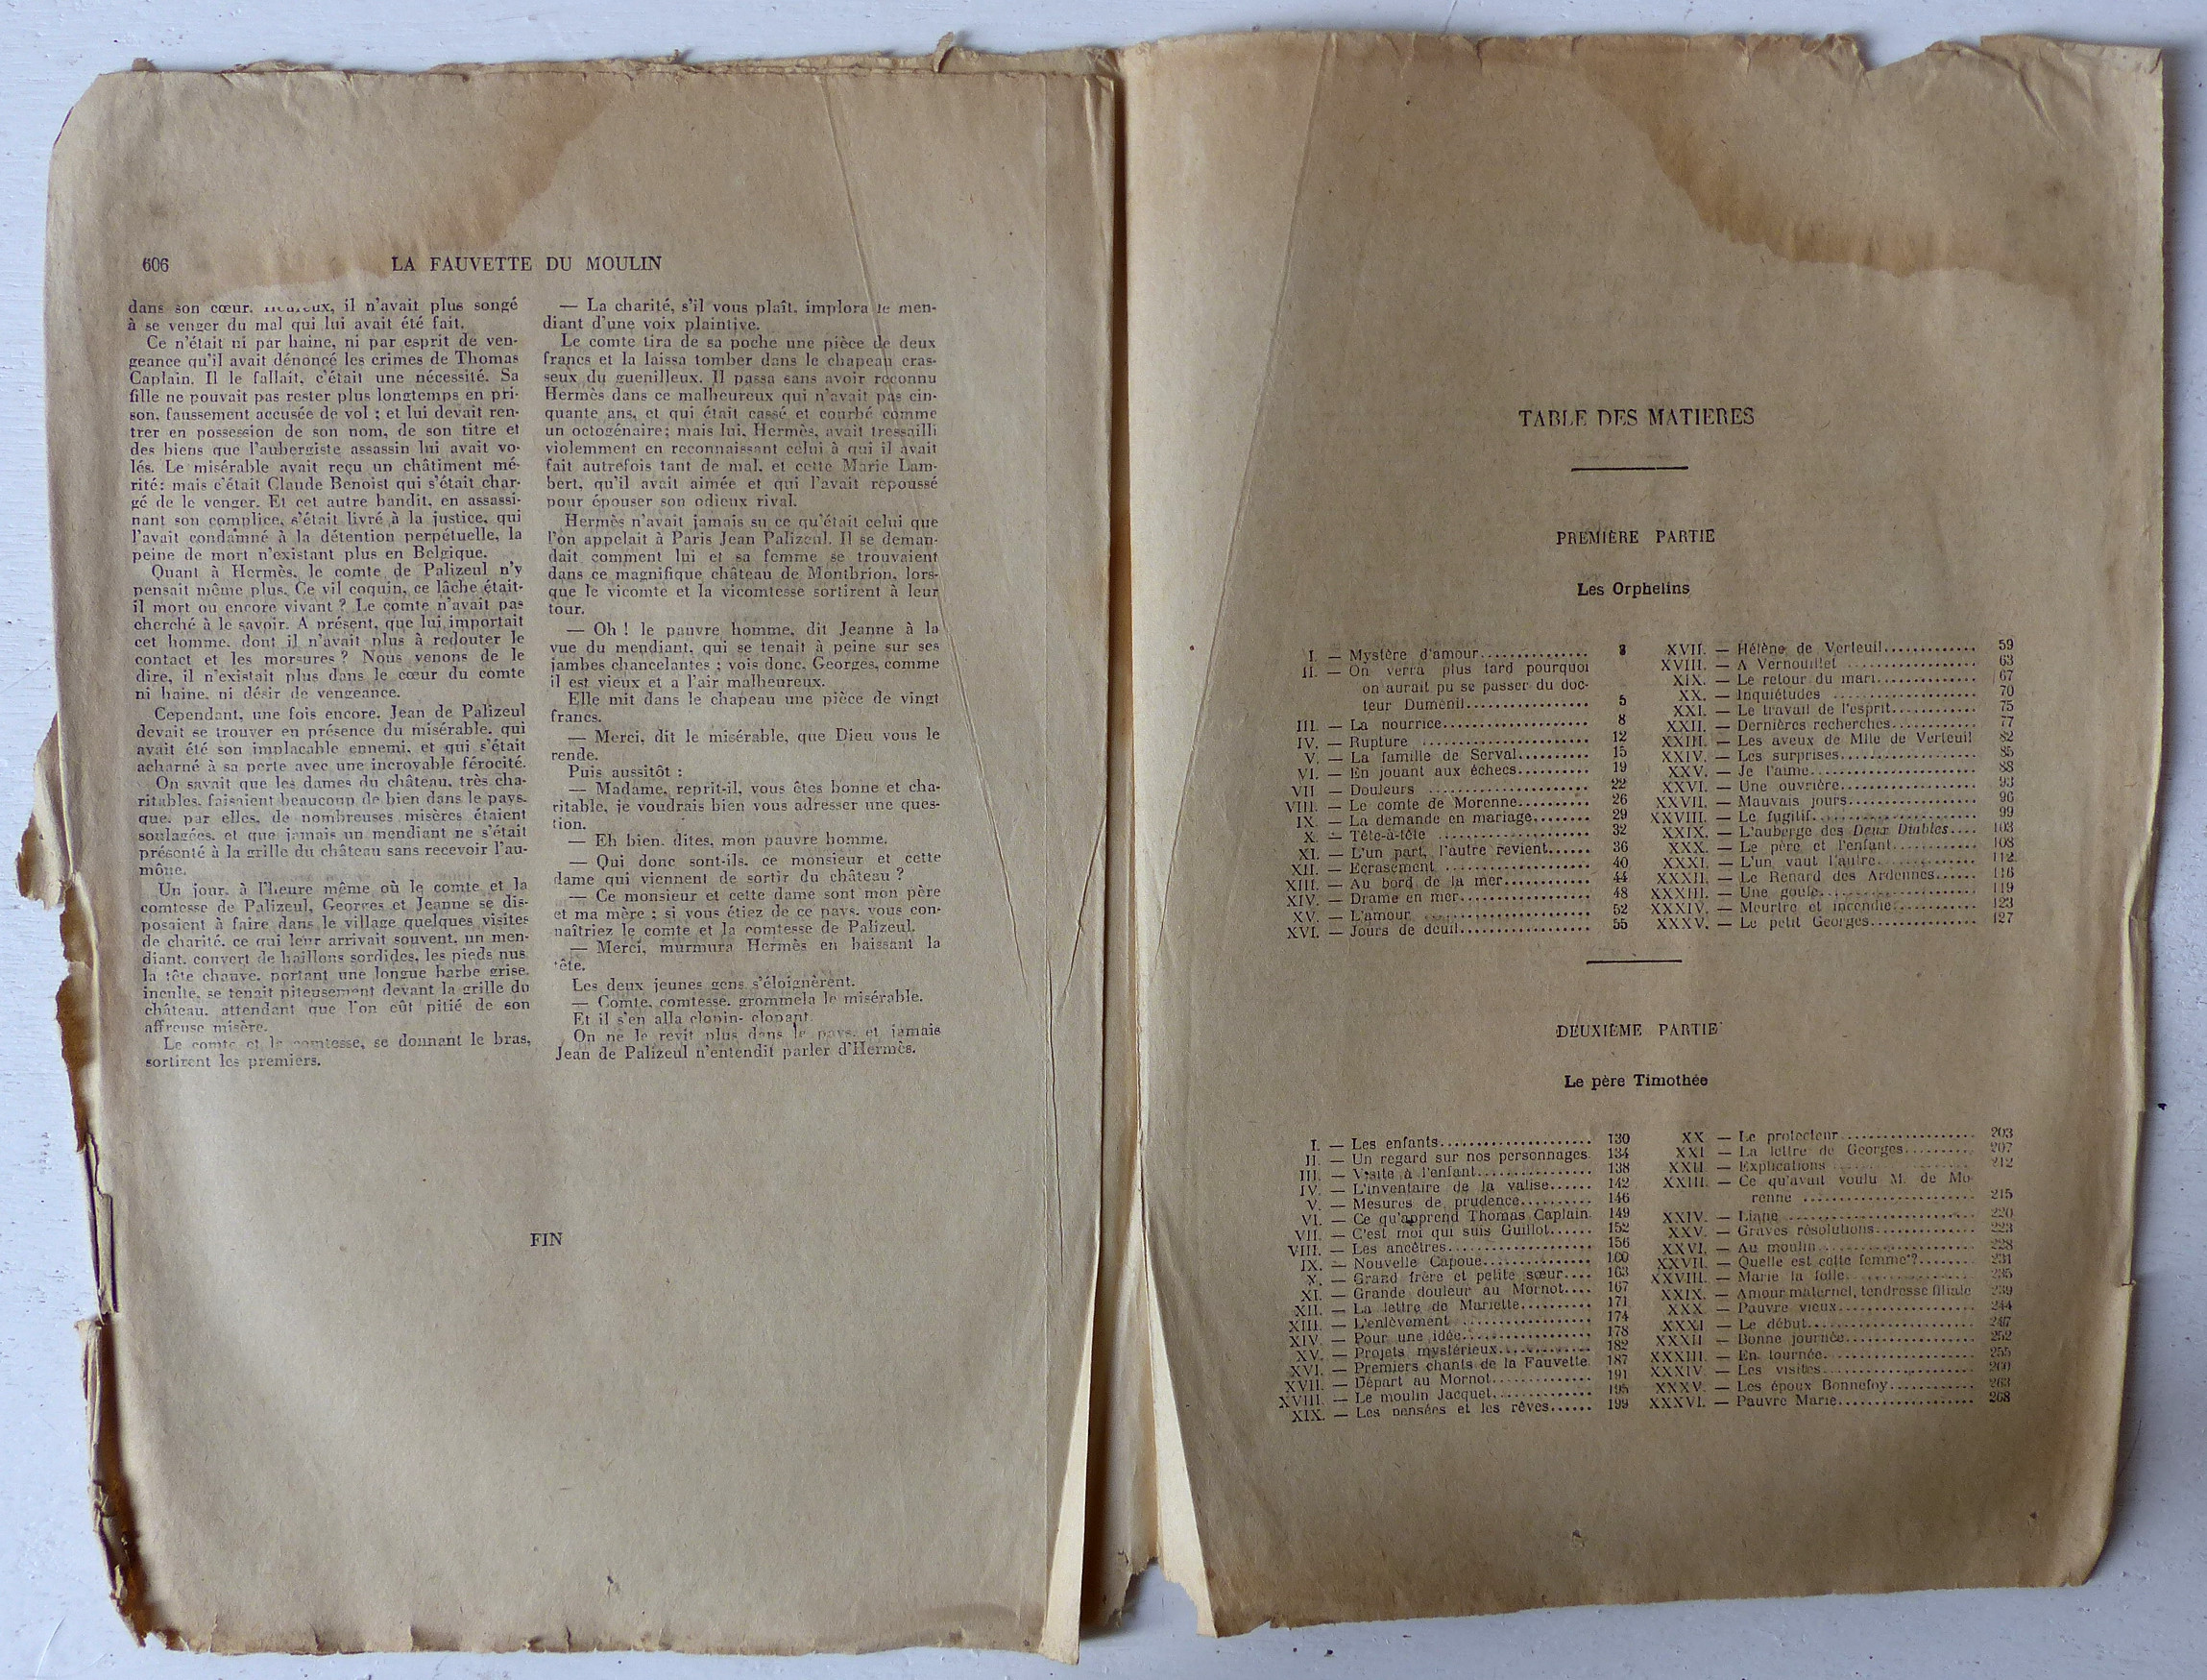 606
LA FAUVETTE DU MOULIN
dans son cœur. il n'avait plus songé
à se venger du mal qui lui avait été fait.
Ce n'était ni par haine, ni par esprit de ven-
geance qu'il avait dénoncé les crimes de Thomas
Caplain. Il le fallait, c'était une nécessité. Sa
fille ne pouvait pas rester plus longtemps en pri-
son, faussement accusée de vol ; et lui devait ren-
trer en possession de son nom, de son titre et
des biens que l'aubergiste assassin lui avait vo-
lés. Le misérable avait reçu un châtiment mé-
rité: mais c'était Claude Benoist qui s'était char-
gé de le venger. Et cet autre bandit, en assassi-
nant son complice, s'était livré à la justice, qui
l'avait condamné à la détention perpétuelle, la
peine de mort n'existant plus en Belgique.
Quant à Hermès, le comte de Palizeul n'y
pensait même plus. Ce vil coquin, ce lâche était-
il mort ou encore vivant ? Le comte n'avait pas
cherché à le savoir. A présent, que lui importait
cet homme, dont il n'avait plus à redouter le
contact et les morsures ? Nous venons de le
dire, il n'existait plus dans le cœur du comte
ni haine, ni désir de vengeance.
Cependant, une fois encore, Jean de Palizeul
devait se trouver en présence du misérable, qui
avait été son implacable ennemi, et qui s'était
acharné à sa perte avec une incroyable férocité.
On savait que les dames du château, très cha-
ritables, faisaient beaucoup de bien dans le pays,
que, par elles, de nombreuses misères étaient
soulagées, et que jamais un mendiant ne s'était
présenté à la grille du château sans recevoir l'au-
mône.
Un jour, à l'heure même où le comte et la
comtesse de Palizeul, Georges et Jeanne se dis-
posaient à faire dans le village quelques visites
de charité, ce qui leur arrivait souvent, un men-
diant, couvert de haillons sordides, les pieds nus,
la tête chauve, portant une longue barbe grise,
inculte, se tenait piteusement devant la grille du
château, attendant que l'on eût pitié de son
affreuse misère.
Le comte et la comtesse, se donnant le bras,
sortirent les premiers.
— La charité, s'il vous plaît, implora le men-
diant d'une voix plaintive.
Le comte tira de sa poche une pièce de deux
francs et la laissa tomber dans le chapeau cras-
seux du guenilleux. Il passa sans avoir reconnu
Hermès dans ce malheureux qui n'avait pas cin-
quante ans, et qui était cassé et courbé comme
un octogénaire; mais lui, Hermès, avait tressailli
violemment en reconnaissant celui à qui il avait
fait autrefois tant de mal, et cette Marie Lam-
bert, qu'il avait aimée et qui l'avait repoussé
pour épouser son odieux rival.
Hermès n'avait jamais su ce qu'était celui que
l'on appelait à Paris Jean Palizeul. Il se deman-
dait comment lui et sa femme se trouvaient
dans ce magnifique château de Montbrion, lors-
que le vicomte et la vicomtesse sortirent à leur
tour.
— Oh ! le pauvre homme, dit Jeanne à la
vue du mendiant, qui se tenait à peine sur ses
jambes chancelantes ; vois donc, Georges, comme
il est vieux et a l'air malheureux.
Elle mit dans le chapeau une pièce de vingt
francs.
— Merci, dit le misérable, que Dieu vous le
rende.
Puis aussitôt :
— Madame, reprit-il, vous êtes bonne et cha-
ritable, je voudrais bien vous adresser une ques-
tion.
— Eh bien, dites, mon pauvre homme.
— Qui donc sont-ils, ce monsieur et cette
dame qui viennent de sortir du château ?
— Ce monsieur et cette dame sont mon père
et ma mère ; si vous étiez de ce pays, vous con-
naîtriez le comte et la comtesse de Palizeul.
— Merci, murmura Hermès en baissant la
tête.
Les deux jeunes gens s'éloignèrent.
— Comte, comtesse, grommela le misérable.
Et il s'en alla clopin- clopant.
On ne le revit plus dans le pays, et jamais
Jean de Palizeul n'entendit parler d'Hermès.
FIN
TABLE DES MATIERES
PREMIÈRE PARTIE
Les Orphelins
I. — Mystère d'amour............... 3
II. — On verra plus tard pourquoi
on aurait pu se passer du doc-
teur Duménil................ 5
III. — La nourrice................... 8
IV. — Rupture ..................... 12
V. — La famille de Serval.......... 15
VI. — En jouant aux échecs.......... 19
VII — Douleurs .................... 22
VIII. — Le comte de Morenne.......... 26
IX. — La demande en mariage........ 29
X. — Tête-à-tête ................... 32
XI. — L'un part, l'autre revient...... 36
XII. — Ecrasement .................. 40
XIII. — Au bord de la mer............ 44
XIV. — Drame en mer................. 48
XV. — L'amour ..................... 52
XVI. — Jours de deuil................. 55
XVII. — Hélène de Verteuil............ 59
XVIII. — A Vernouillet ................ 63
XIX. — Le retour du mari............. 67
XX. — Inquiétudes .................. 70
XXI. — Le travail de l'esprit........... 75
XXII. — Dernières recherches........... 77
XXIII. — Les aveux de Mlle de Verteuil 82
XXIV. — Les surprises................. 85
XXV. — Je l'aime..................... 88
XXVI. — Une ouvrière................. 93
XXVII. — Mauvais jours................ 96
XXVIII. — Le fugitif.................... 99
XXIX. — L'auberge des Deux Diables.... 103
XXX. — Le père et l'enfant............ 108
XXXI. — L'un vaut l'autre.............. 112
XXXII. — Le Renard des Ardennes...... 116
XXXIII. — Une goule.................... 119
XXXIV. — Meurtre et incendie........... 123
XXXV. — Le petit Georges.............. 127
DEUXIÈME PARTIE
Le père Timothée
I. — Les enfants..................... 130
II. — Un regard sur nos personnages. 134
III. — Visite à l'enfant............... 138
IV. — L'inventaire de la valise...... 142
V. — Mesures de prudence.......... 146
VI. — Ce qu'apprend Thomas Caplain. 149
VII. — C'est moi qui suis Guillot...... 152
VIII. — Les ancêtres................... 156
IX. — Nouvelle Capoue.............. 160
X. — Grand frère et petite sœur.... 163
XI. — Grande douleur au Mornot.... 167
XII. — La lettre de Mariette.......... 171
XIII. — L'enlèvement ................. 174
XIV. — Pour une idée................. 178
XV. — Projets mystérieux............ 182
XVI. — Premiers chants de la Fauvette. 187
XVII. — Départ au Mornot............. 191
XVIII. — Le moulin Jacquet............. 195
XIX. — Les pensées et les rêves...... 199
XX. — Le protecteur................. 203
XXI — La lettre de Georges.......... 207
XXII. — Explications .................. 212
XXIII. — Ce qu'avait voulu M. de Mo-
renne ...................... 215
XXIV. — Liane ........................ 220
XXV. — Graves résolutions............. 223
XXVI. — Au moulin.................... 228
XXVII. — Quelle est cette femme ?........ 231
XXVIII. — Marie la folle................. 235
XXIX. — Amour maternel, tendresse filiale 239
XXX. — Pauvre vieux.................. 244
XXXI — Le début...................... 247
XXXII — Bonne journée................. 252
XXXIII. — En tournée.................... 255
XXXIV. — Les visites.................... 260
XXXV. — Les époux Bonnefoy............ 263
XXXVI. — Pauvre Marie.................. 268